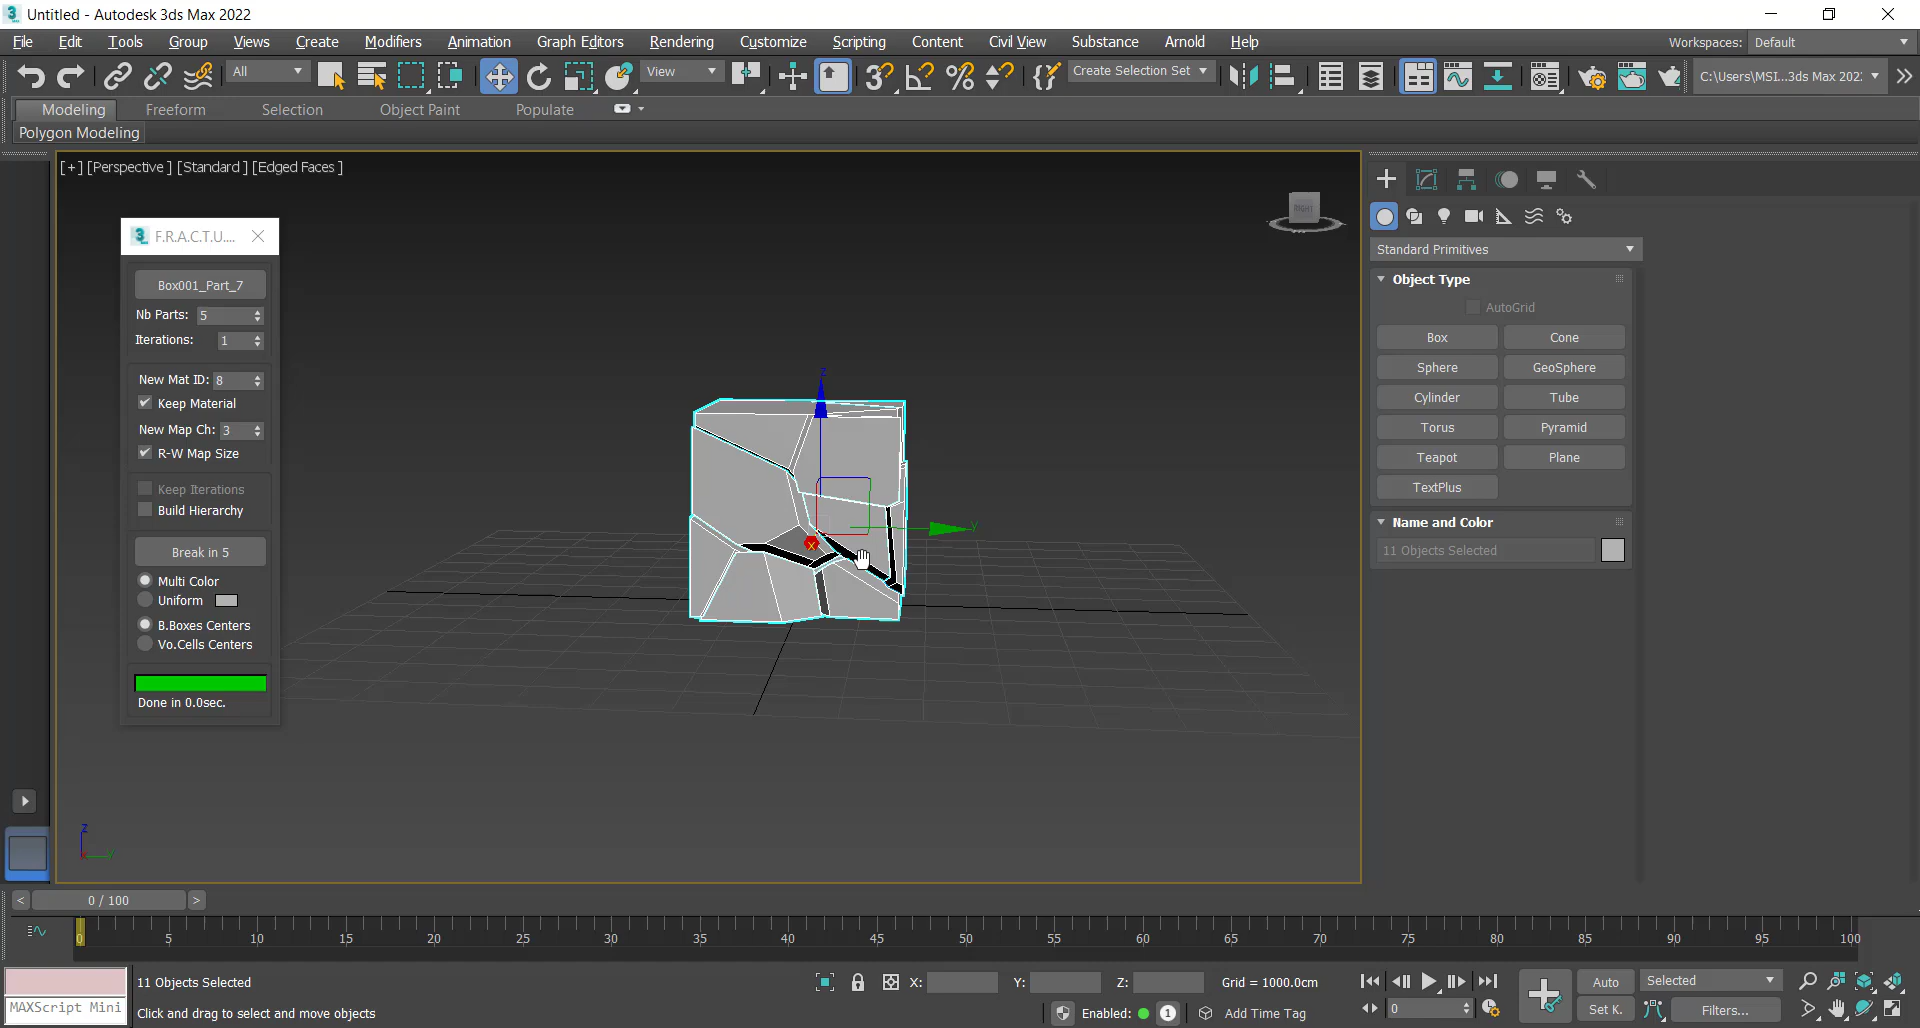 Untitled - Autodesk 3ds Max 2022
File Edit Tools Group Views Create Modifiers Animation Graph Editors Rendering Customize Scripting Content Civil View Substance Arnold Help
Workspaces: Default
All
View
Create Selection Set
C:\Users\MSI...3ds Max 202
Modeling Freeform Selection Object Paint Populate
Polygon Modeling
[+] [Perspective ] [Standard ] [Edged Faces ]
F.R.A.C.T.U....
Box001_Part_7
Nb Parts: 5
Iterations: 1
New Mat ID: 8
Keep Material
New Map Ch: 3
R-W Map Size
Keep Iterations
Build Hierarchy
Break in 5
Multi Color
Uniform
B.Boxes Centers
Vo.Cells Centers
Done in 0.0sec.
RIGHT
z
y
x
z
Standard Primitives
Object Type
AutoGrid
Box Cone
Sphere GeoSphere
Cylinder Tube
Torus Pyramid
Teapot Plane
TextPlus
Name and Color
11 Objects Selected
< 0 / 100 >
0 5 10 15 20 25 30 35 40 45 50 55 60 65 70 75 80 85 90 95 100
MAXScript Mini
11 Objects Selected
Click and drag to select and move objects
X: Y: Z: Grid = 1000.0cm
Enabled: 1 Add Time Tag
0
Auto Selected
Set K. Filters...